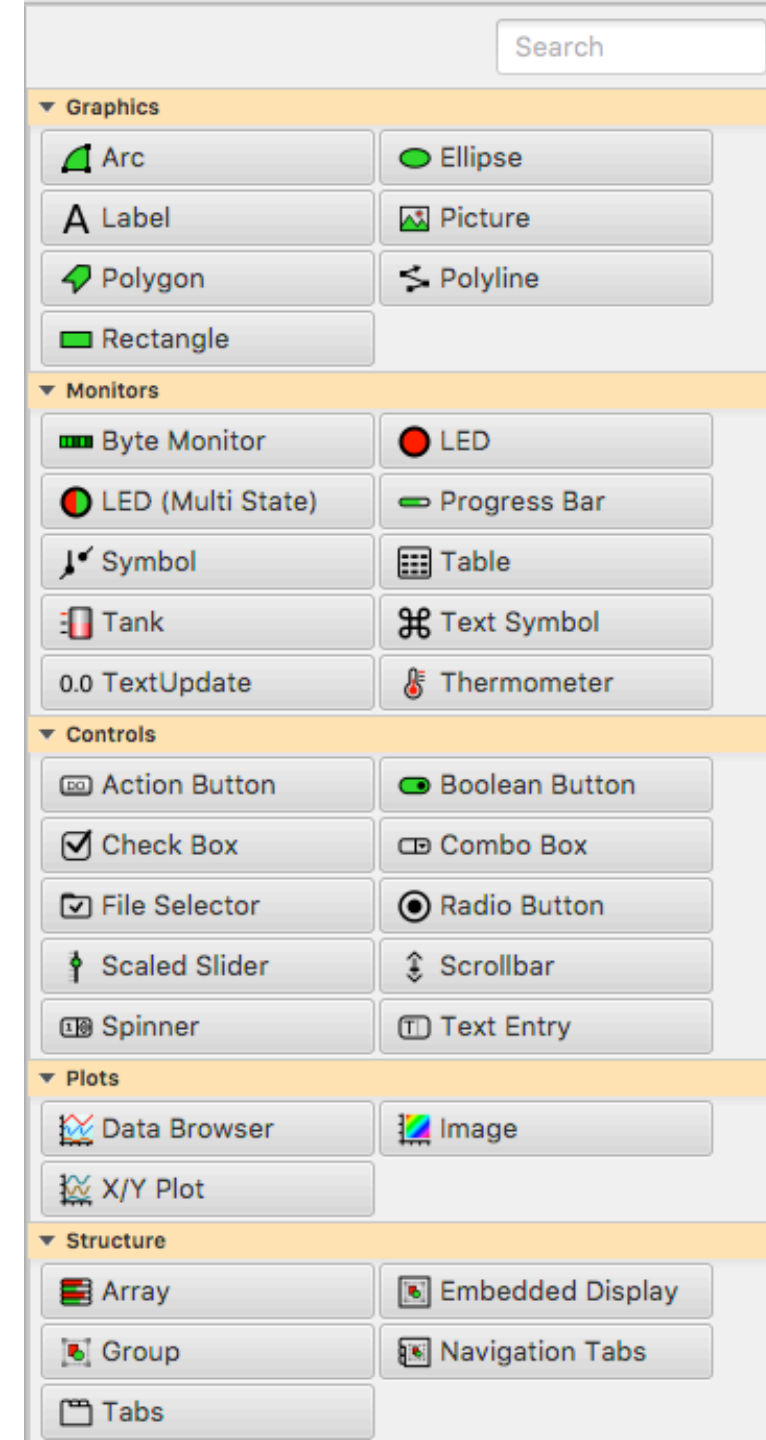 Search
Graphics
Arc Ellipse
A Label Picture
Polygon Polyline
Rectangle
Monitors
Byte Monitor LED
LED (Multi State) Progress Bar
Symbol Table
Tank Text Symbol
0.0 TextUpdate Thermometer
Controls
Action Button Boolean Button
Check Box Combo Box
File Selector Radio Button
Scaled Slider Scrollbar
Spinner Text Entry
Plots
Data Browser Image
X/Y Plot
Structure
Array Embedded Display
Group Navigation Tabs
Tabs